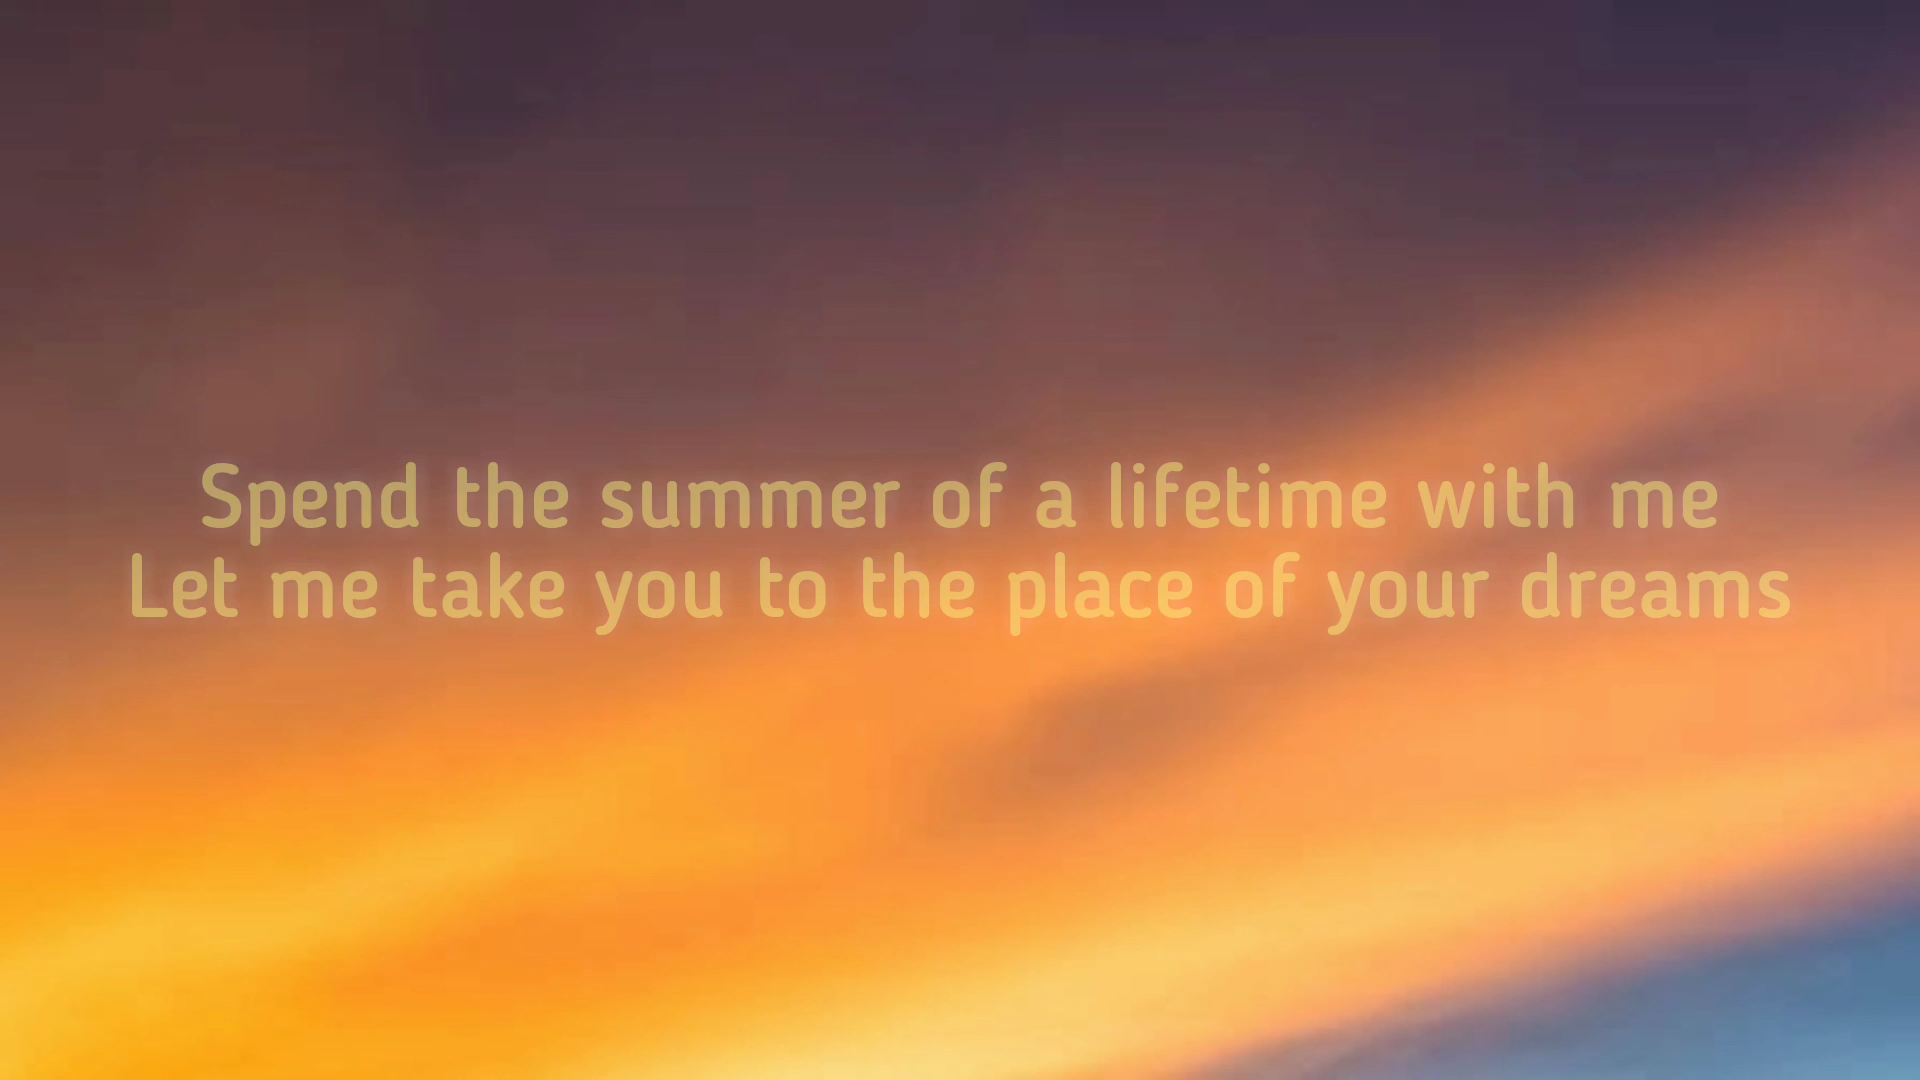 Spend the summer of a lifetime with me
Let me take you to the place of your dreams